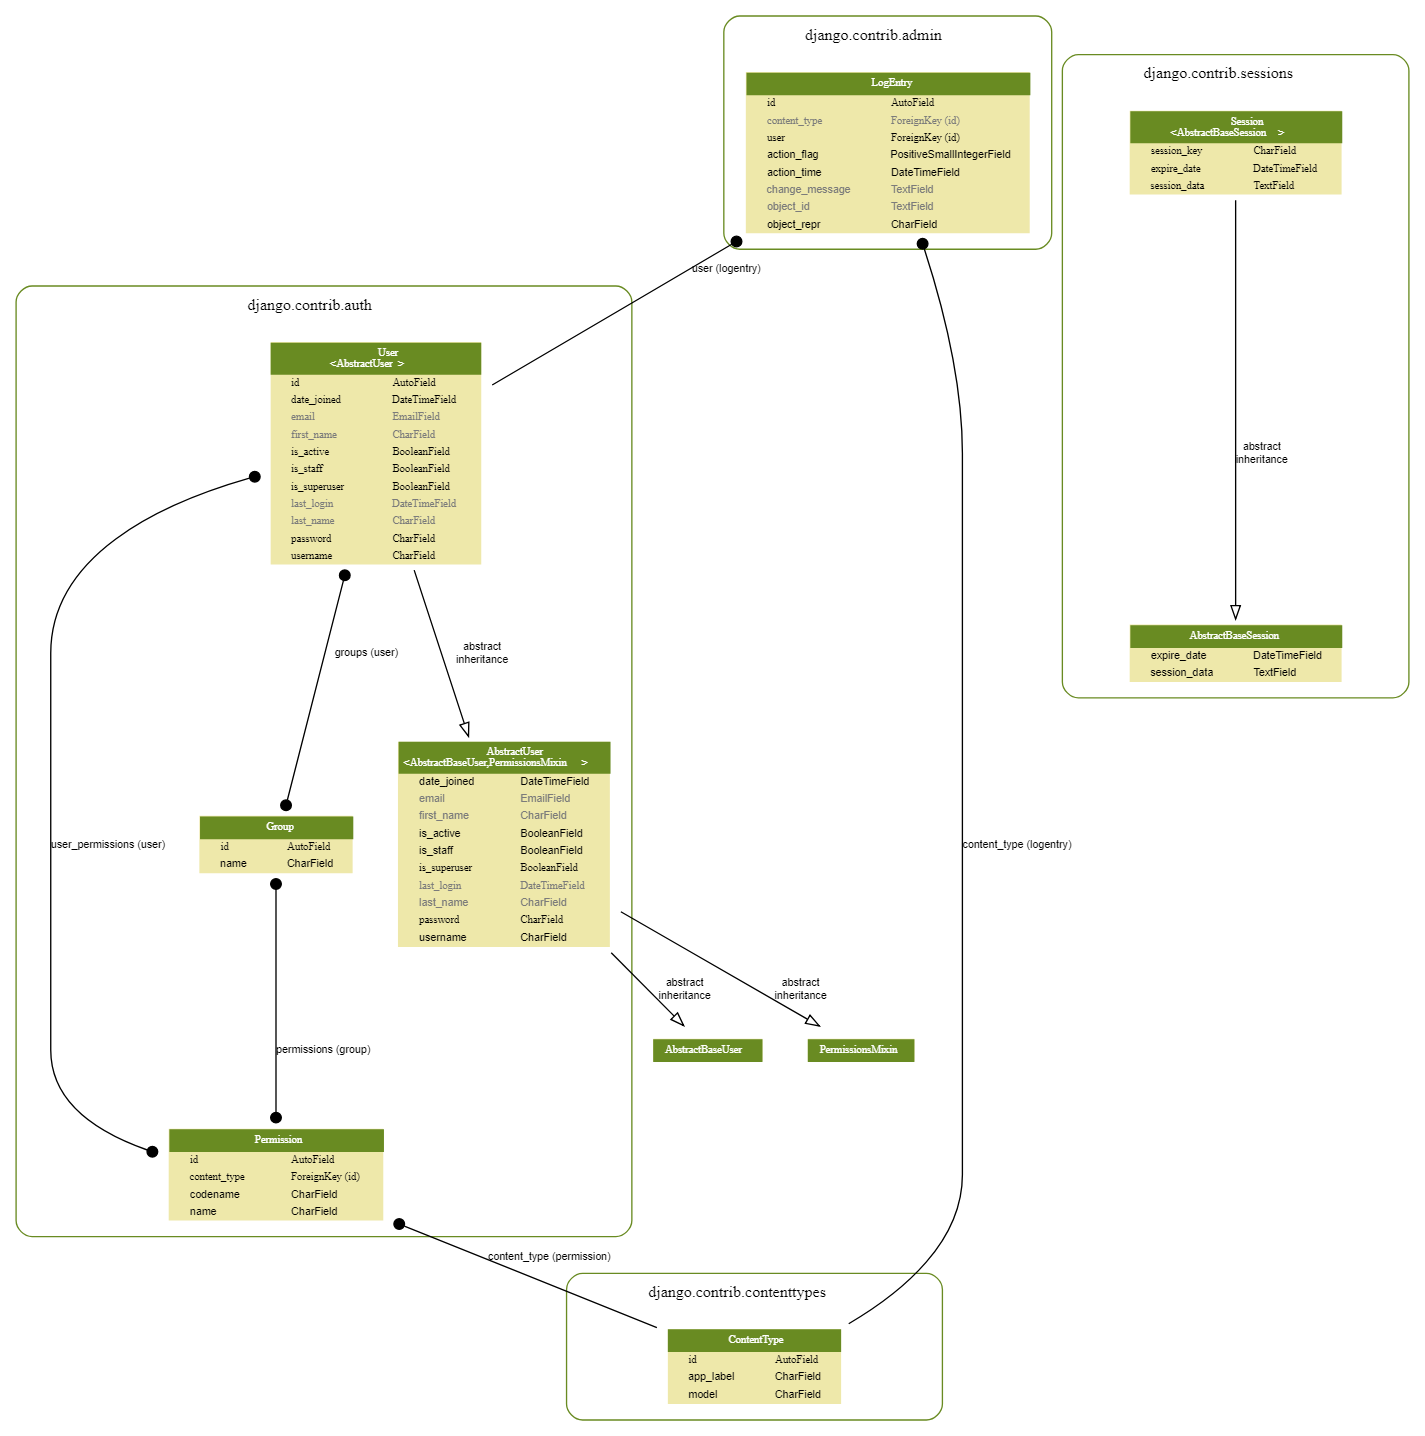 django.contrib.admin
LogEntry
id AutoField
content_type ForeignKey (id)
user ForeignKey (id)
action_flag PositiveSmallIntegerField
action_time DateTimeField
change_message TextField
object_id TextField
object_repr CharField
django.contrib.sessions
Session
<AbstractBaseSession >
session_key CharField
expire_date DateTimeField
session_data TextField
abstract
inheritance
AbstractBaseSession
expire_date DateTimeField
session_data TextField
user (logentry)
django.contrib.auth
User
<AbstractUser >
id AutoField
date_joined DateTimeField
email EmailField
first_name CharField
is_active BooleanField
is_staff BooleanField
is_superuser BooleanField
last_login DateTimeField
last_name CharField
password CharField
username CharField
groups (user)
abstract
inheritance
AbstractUser
<AbstractBaseUser,PermissionsMixin >
date_joined DateTimeField
email EmailField
first_name CharField
is_active BooleanField
is_staff BooleanField
is_superuser BooleanField
last_login DateTimeField
last_name CharField
password CharField
username CharField
Group
id AutoField
name CharField
user_permissions (user)
content_type (logentry)
abstract
inheritance
abstract
inheritance
AbstractBaseUser
PermissionsMixin
permissions (group)
Permission
id AutoField
content_type ForeignKey (id)
codename CharField
name CharField
content_type (permission)
django.contrib.contenttypes
ContentType
id AutoField
app_label CharField
model CharField